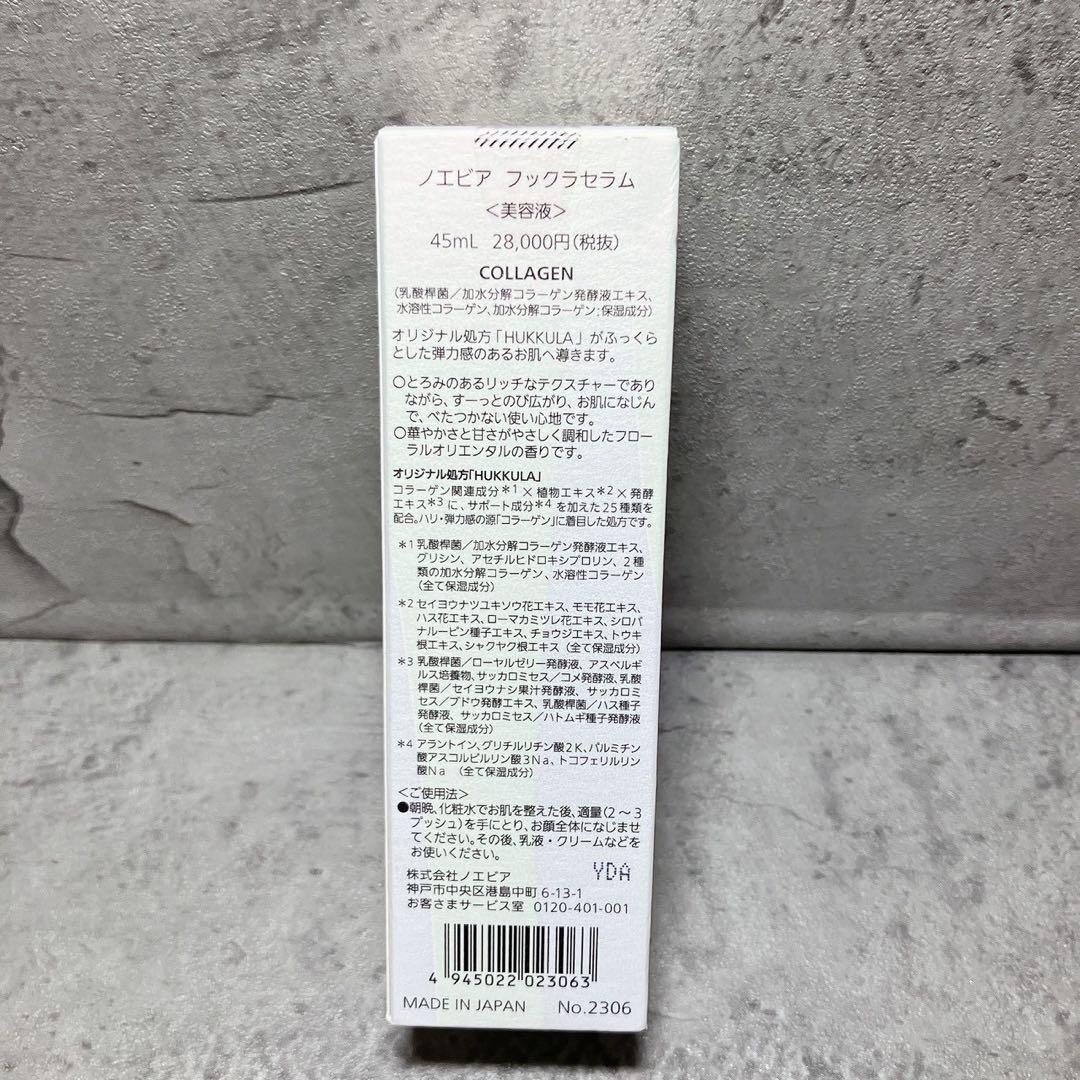 ノエビア フックラセラム
＜美容液＞
45mL 28,000円(税抜)
COLLAGEN
(乳酸桿菌／加水分解コラーゲン発酵液エキス、
水溶性コラーゲン、加水分解コラーゲン；保湿成分)
オリジナル処方「HUKKULA」がふっくら
とした弾力感のあるお肌へ導きます。
○とろみのあるリッチなテクスチャーであり
ながら、すーっとのび広がり、お肌になじん
で、べたつかない使い心地です。
○華やかさと甘さがやさしく調和したフロー
ラルオリエンタルの香りです。
オリジナル処方「HUKKULA」
コラーゲン関連成分＊1×植物エキス＊2×発酵
エキス＊3に、サポート成分＊4を加えた25種類を
配合。ハリ・弾力感の源「コラーゲン」に着目した処方です。
＊1 乳酸桿菌／加水分解コラーゲン発酵液エキス、
グリシン、アセチルヒドロキシプロリン、2種
類の加水分解コラーゲン、水溶性コラーゲン
(全て保湿成分)
＊2 セイヨウナツユキソウ花エキス、モモ花エキス、
ハス花エキス、ローマカミツレ花エキス、シロバ
ナルーピン種子エキス、チョウジエキス、トウキ
根エキス、シャクヤク根エキス (全て保湿成分)
＊3 乳酸桿菌／ローヤルゼリー発酵液、アスペルギ
ルス培養物、サッカロミセス／コメ発酵液、乳酸
桿菌／セイヨウナシ果汁発酵液、サッカロミ
セス／ブドウ発酵エキス、乳酸桿菌／ハス種子
発酵液、サッカロミセス／ハトムギ種子発酵液
(全て保湿成分)
＊4 アラントイン、グリチルリチン酸2K、パルミチン
酸アスコルビルリン酸3Na、トコフェリルリン
酸Na (全て保湿成分)
＜ご使用法＞
●朝晩、化粧水でお肌を整えた後、適量(2〜3
プッシュ)を手にとり、お顔全体になじませ
てください。その後、乳液・クリームなどを
お使いください。
YDA
株式会社ノエビア
神戸市中央区港島中町6-13-1
お客さまサービス室 0120-401-001
4 945022 023063
MADE IN JAPAN No.2306